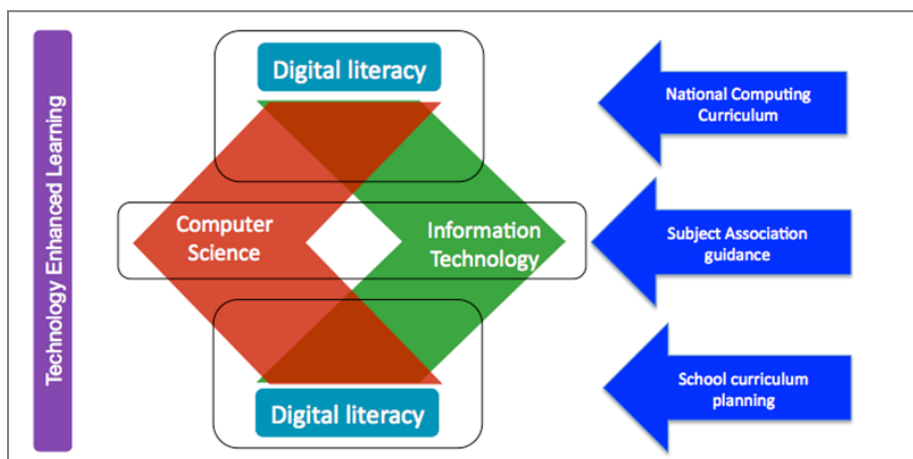 Technology Enhanced Learning
Digital literacy
Computer
Science
Information
Technology
Digital literacy
National Computing
Curriculum
Subject Association
guidance
School curriculum
planning